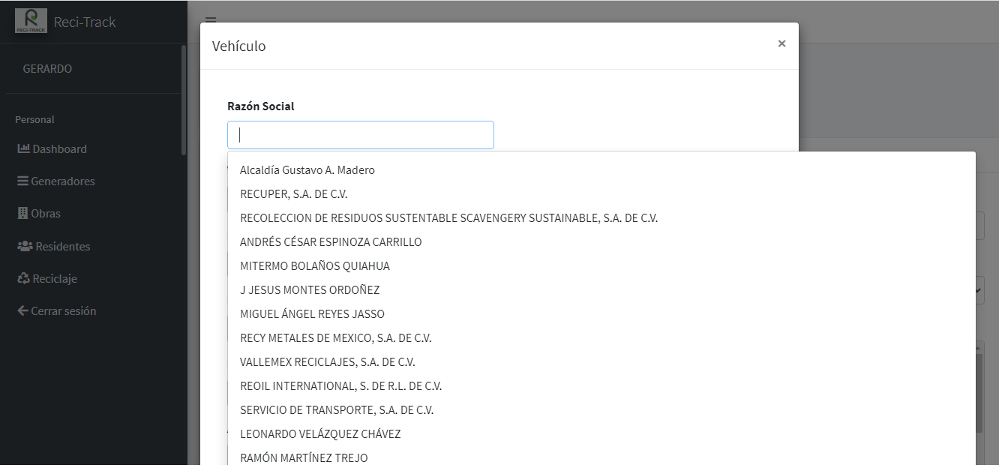 RECI-TRACK
Reci-Track
GERARDO
Personal
Dashboard
Generadores
Obras
Residentes
Reciclaje
Cerrar sesión
Vehículo
×
Razón Social
Alcaldía Gustavo A. Madero
RECUPER, S.A. DE C.V.
RECOLECCION DE RESIDUOS SUSTENTABLE SCAVENGERY SUSTAINABLE, S.A. DE C.V.
ANDRÉS CÉSAR ESPINOZA CARRILLO
MITERMO BOLAÑOS QUIAHUA
J JESUS MONTES ORDOÑEZ
MIGUEL ÁNGEL REYES JASSO
RECY METALES DE MEXICO, S.A. DE C.V.
VALLEMEX RECICLAJES, S.A. DE C.V.
REOIL INTERNATIONAL, S. DE R.L. DE C.V.
SERVICIO DE TRANSPORTE, S.A. DE C.V.
LEONARDO VELÁZQUEZ CHÁVEZ
RAMÓN MARTÍNEZ TREJO